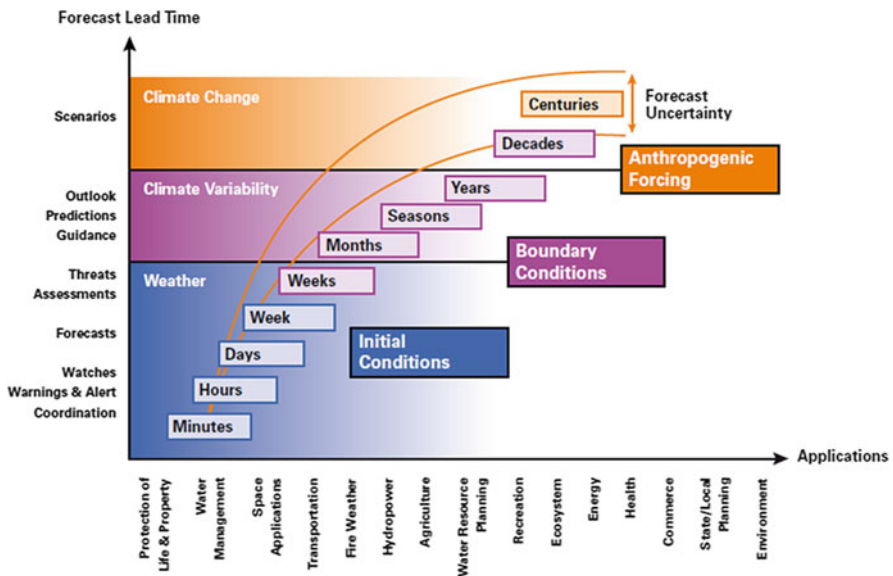 Forecast Lead Time
Climate Change
Centuries
Forecast
Uncertainty
Scenarios
Decades
Anthropogenic
Forcing
Climate Variability
Years
Outlook
Predictions
Guidance
Seasons
Months
Boundary
Conditions
Threats
Assessments
Weather
Weeks
Week
Forecasts
Initial
Conditions
Days
Watches
Warnings & Alert
Coordination
Hours
Minutes
Applications
Protection of
Life & Property
Water
Management
Space
Applications
Transportation
Fire Weather
Hydropower
Agriculture
Water Resource
Planning
Recreation
Ecosystem
Energy
Health
Commerce
State/Local
Planning
Environment